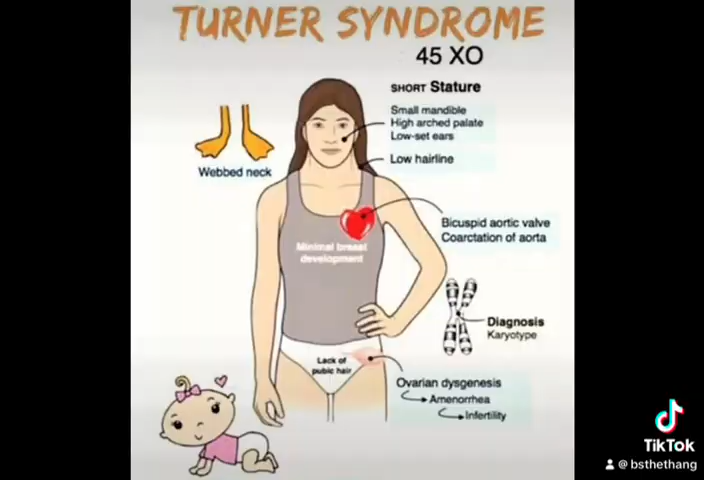 TURNER SYNDROME
45 XO
SHORT Stature
Small mandible
High arched palate
Low-set ears
Low hairline
Webbed neck
Bicuspid aortic valve
Coarctation of aorta
Minimal breast
development
Diagnosis
Karyotype
Lack of
pubic hair
Ovarian dysgenesis
Amenorrhea
Infertility
TikTok
@bsthethang